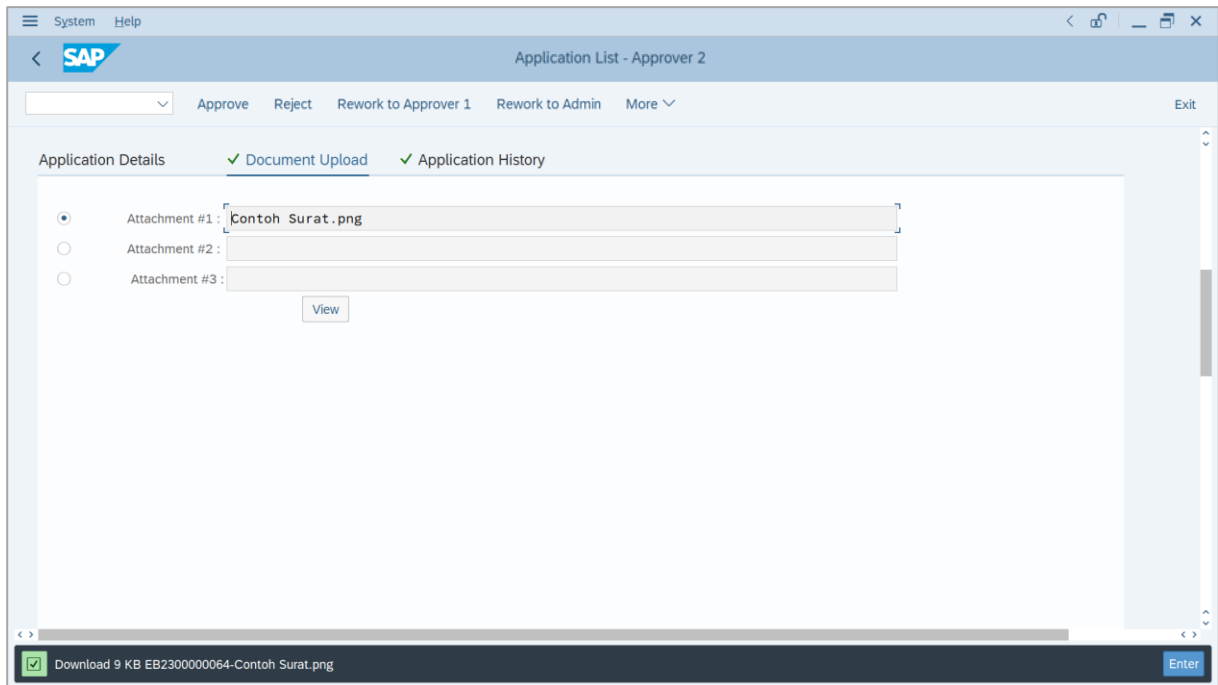 System Help
SAP
Application List - Approver 2
Approve Reject Rework to Approver 1 Rework to Admin More Exit
Application Details Document Upload Application History
Attachment #1 : Contoh Surat.png
Attachment #2 :
Attachment #3 :
View
Download 9 KB EB2300000064-Contoh Surat.png Enter